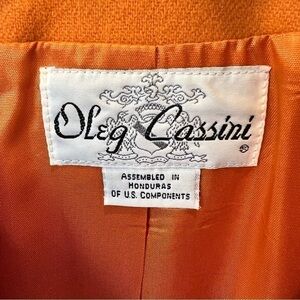 Oleg Cassini
®
ASSEMBLED IN
HONDURAS
OF U.S. COMPONENTS